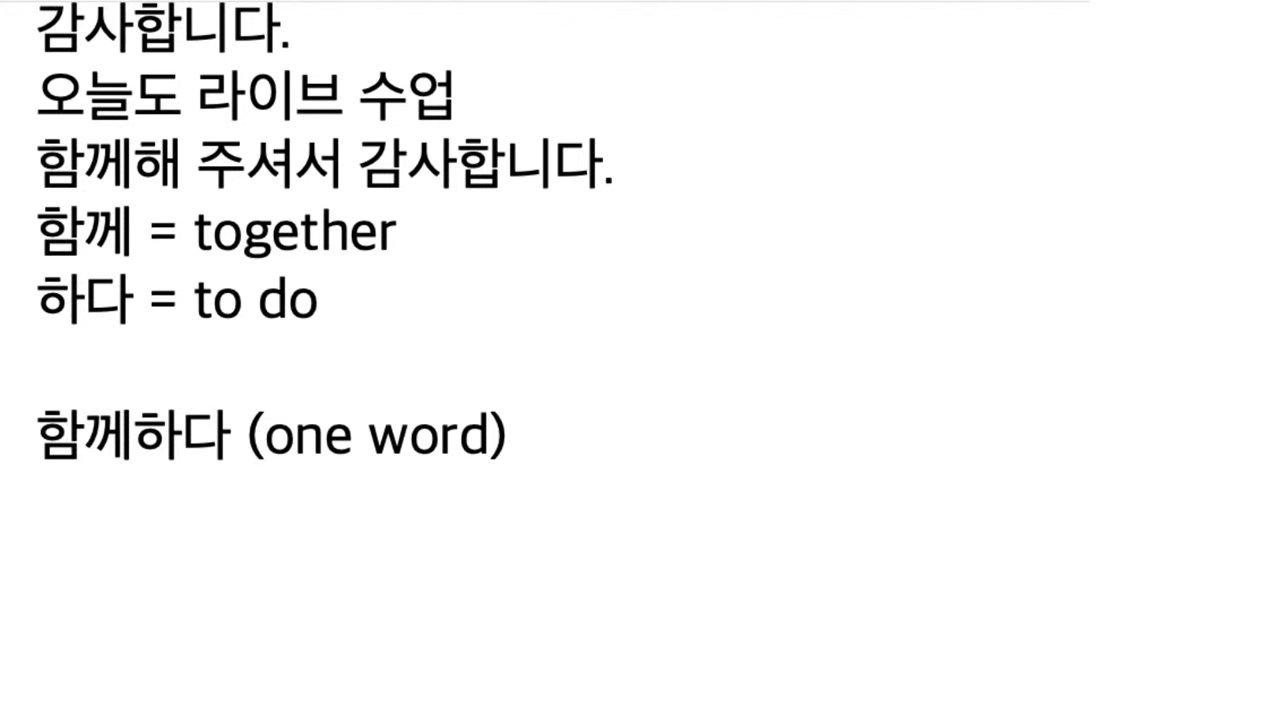 감사합니다.
오늘도 라이브 수업
함께해 주셔서 감사합니다.
함께 = together
하다 = to do
함께하다 (one word)